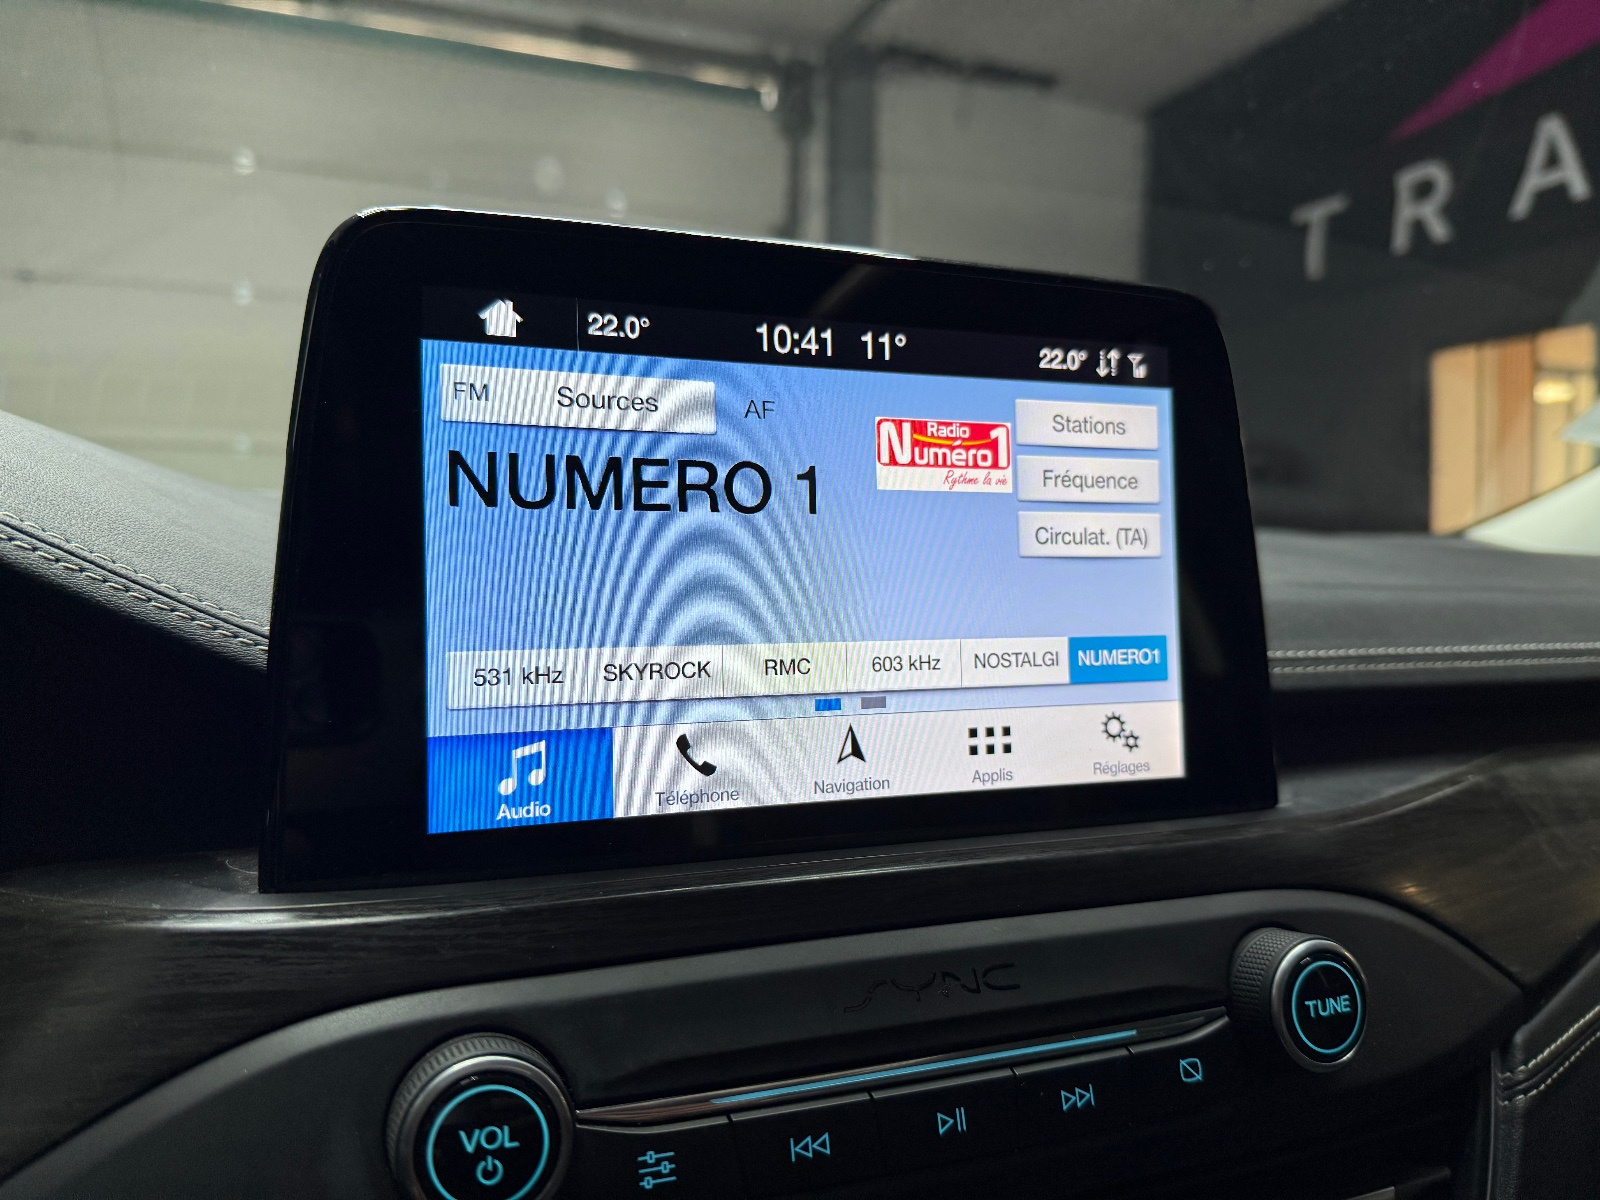 TRA
22.0° 10:41 11° 22.0°
FM Sources AF
Radio
Numéro 1
Rythme la vie
Stations
NUMERO 1
Fréquence
Circulat. (TA)
531 kHz SKYROCK RMC 603 kHz NOSTALGI NUMERO1
Audio Téléphone Navigation Applis Réglages
SYNC
TUNE
VOL